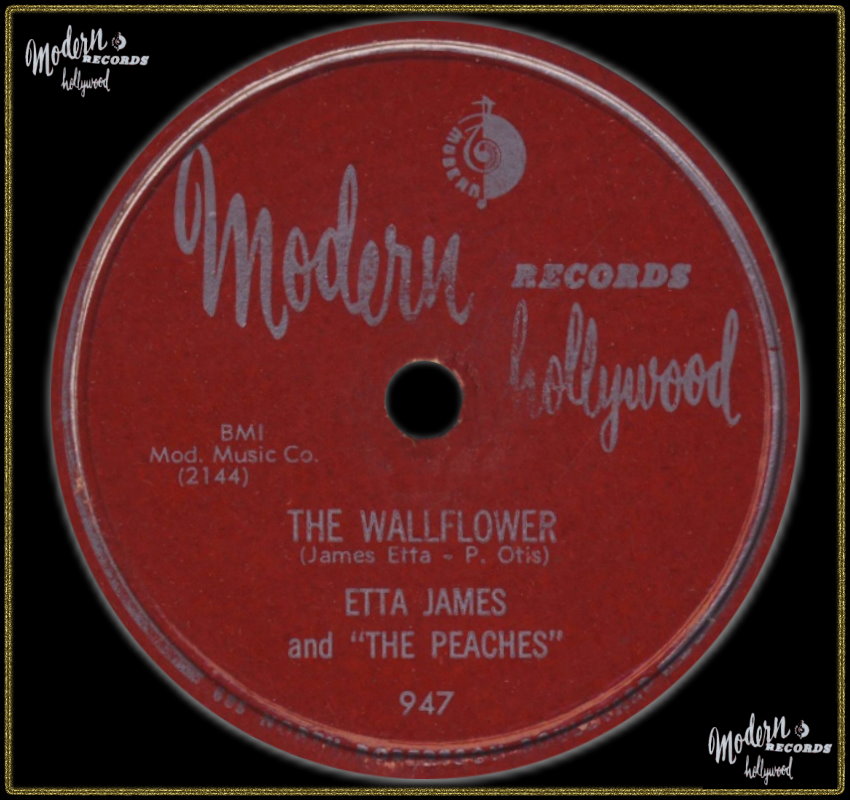 Modern RECORDS
hollywood
MODERN
Modern RECORDS
hollywood
BMI
Mod. Music Co.
(2144)
THE WALLFLOWER
(James Etta - P. Otis)
ETTA JAMES
and "THE PEACHES"
947
Modern RECORDS
hollywood